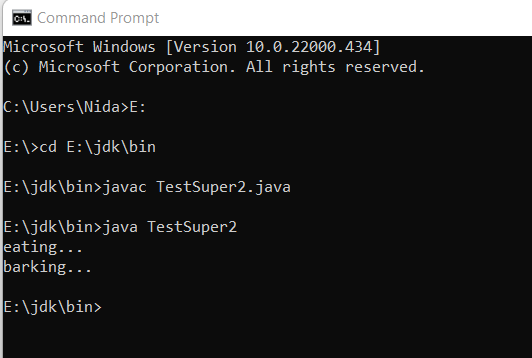 Command Prompt
Microsoft Windows [Version 10.0.22000.434]
(c) Microsoft Corporation. All rights reserved.
C:\Users\Nida>E:
E:\>cd E:\jdk\bin
E:\jdk\bin>javac TestSuper2.java
E:\jdk\bin>java TestSuper2
eating...
barking...
E:\jdk\bin>